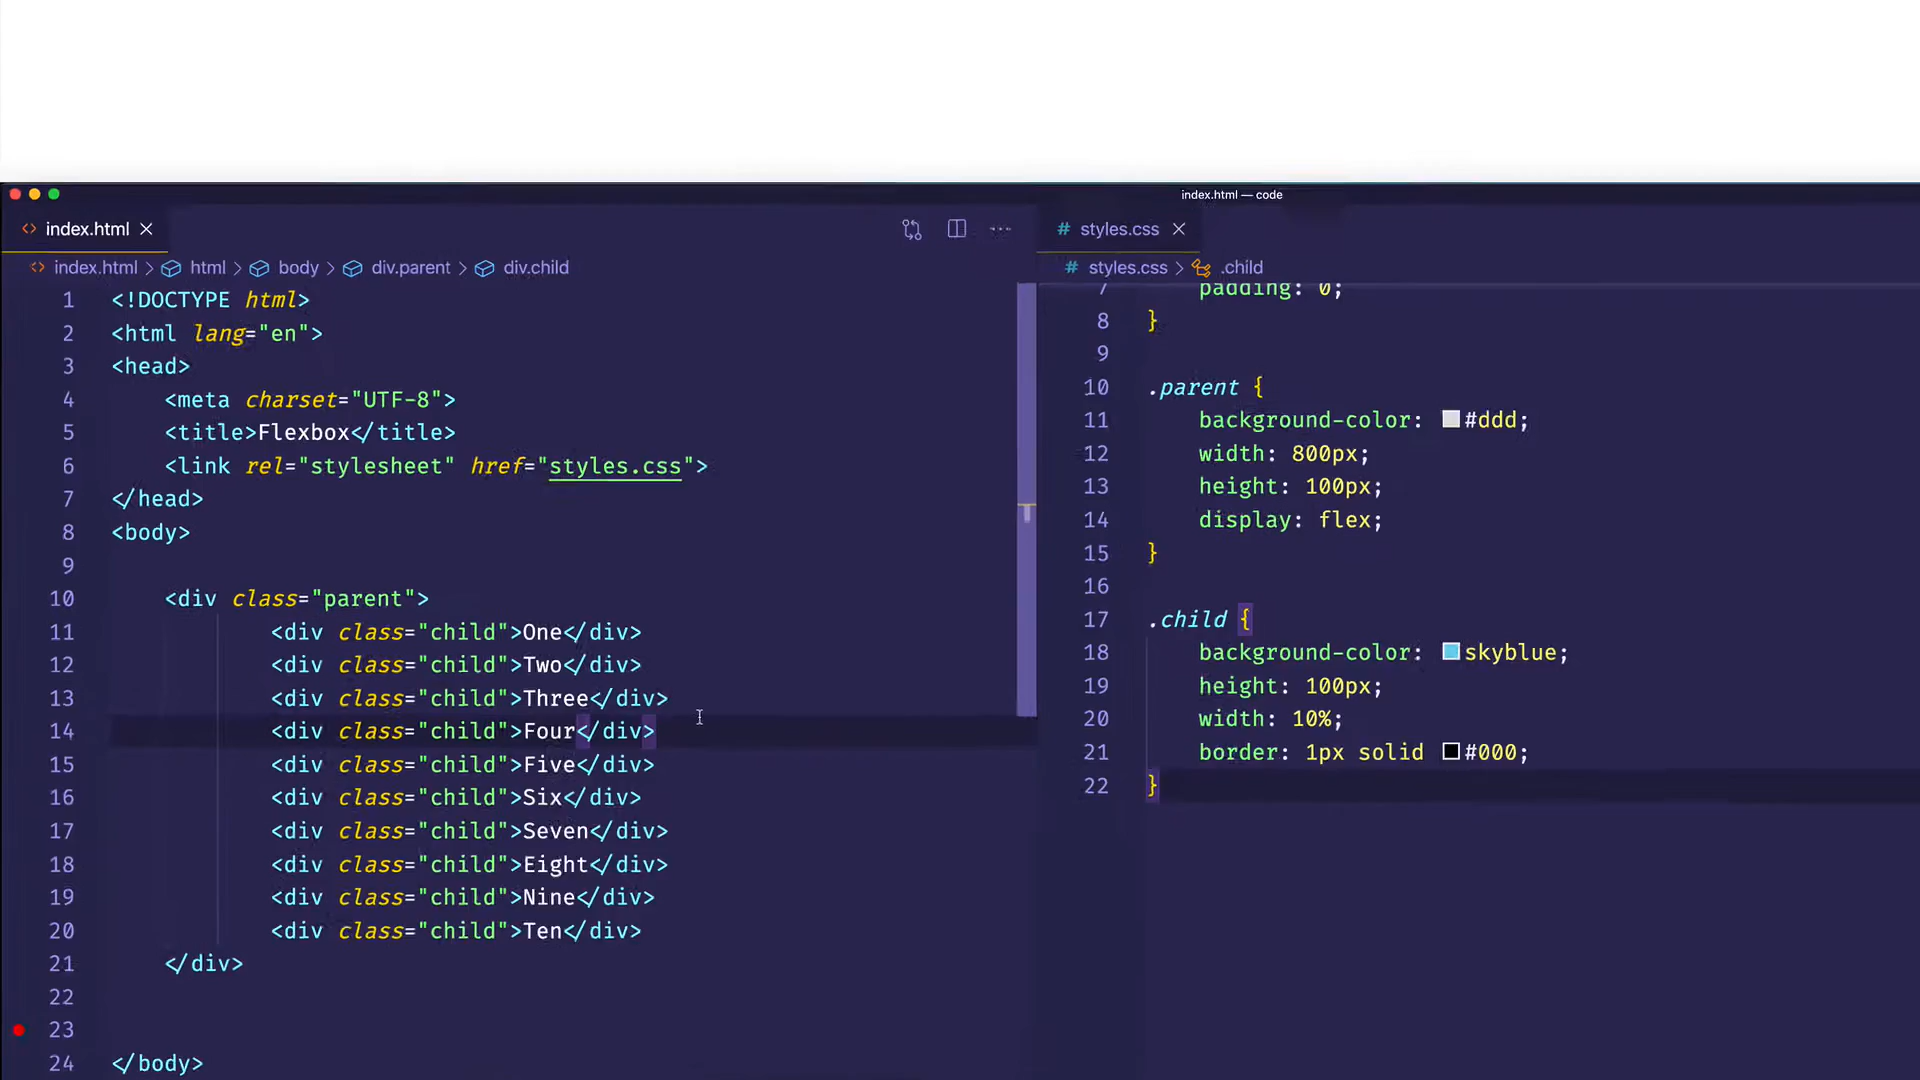 index.html — code
index.html
index.html > html > body > div.parent > div.child
1 <!DOCTYPE html>
2 <html lang="en">
3 <head>
4 <meta charset="UTF-8">
5 <title>Flexbox</title>
6 <link rel="stylesheet" href="styles.css">
7 </head>
8 <body>
9
10 <div class="parent">
11 <div class="child">One</div>
12 <div class="child">Two</div>
13 <div class="child">Three</div>
14 <div class="child">Four</div>
15 <div class="child">Five</div>
16 <div class="child">Six</div>
17 <div class="child">Seven</div>
18 <div class="child">Eight</div>
19 <div class="child">Nine</div>
20 <div class="child">Ten</div>
21 </div>
22
23
24 </body>
# styles.css
# styles.css > .child
7 padding: 0;
8 }
9
10 .parent {
11 background-color: #ddd;
12 width: 800px;
13 height: 100px;
14 display: flex;
15 }
16
17 .child {
18 background-color: skyblue;
19 height: 100px;
20 width: 10%;
21 border: 1px solid #000;
22 }